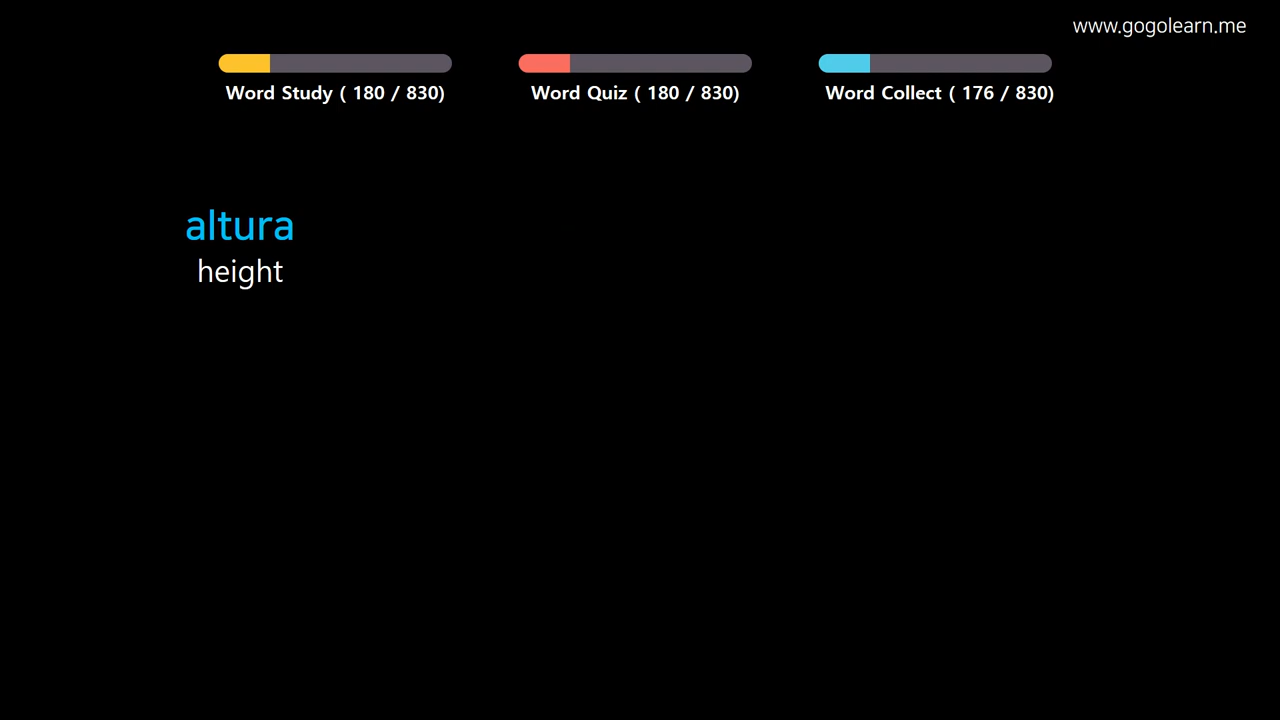 www.gogolearn.me
Word Study ( 180 / 830)
Word Quiz ( 180 / 830)
Word Collect ( 176 / 830)
altura
height